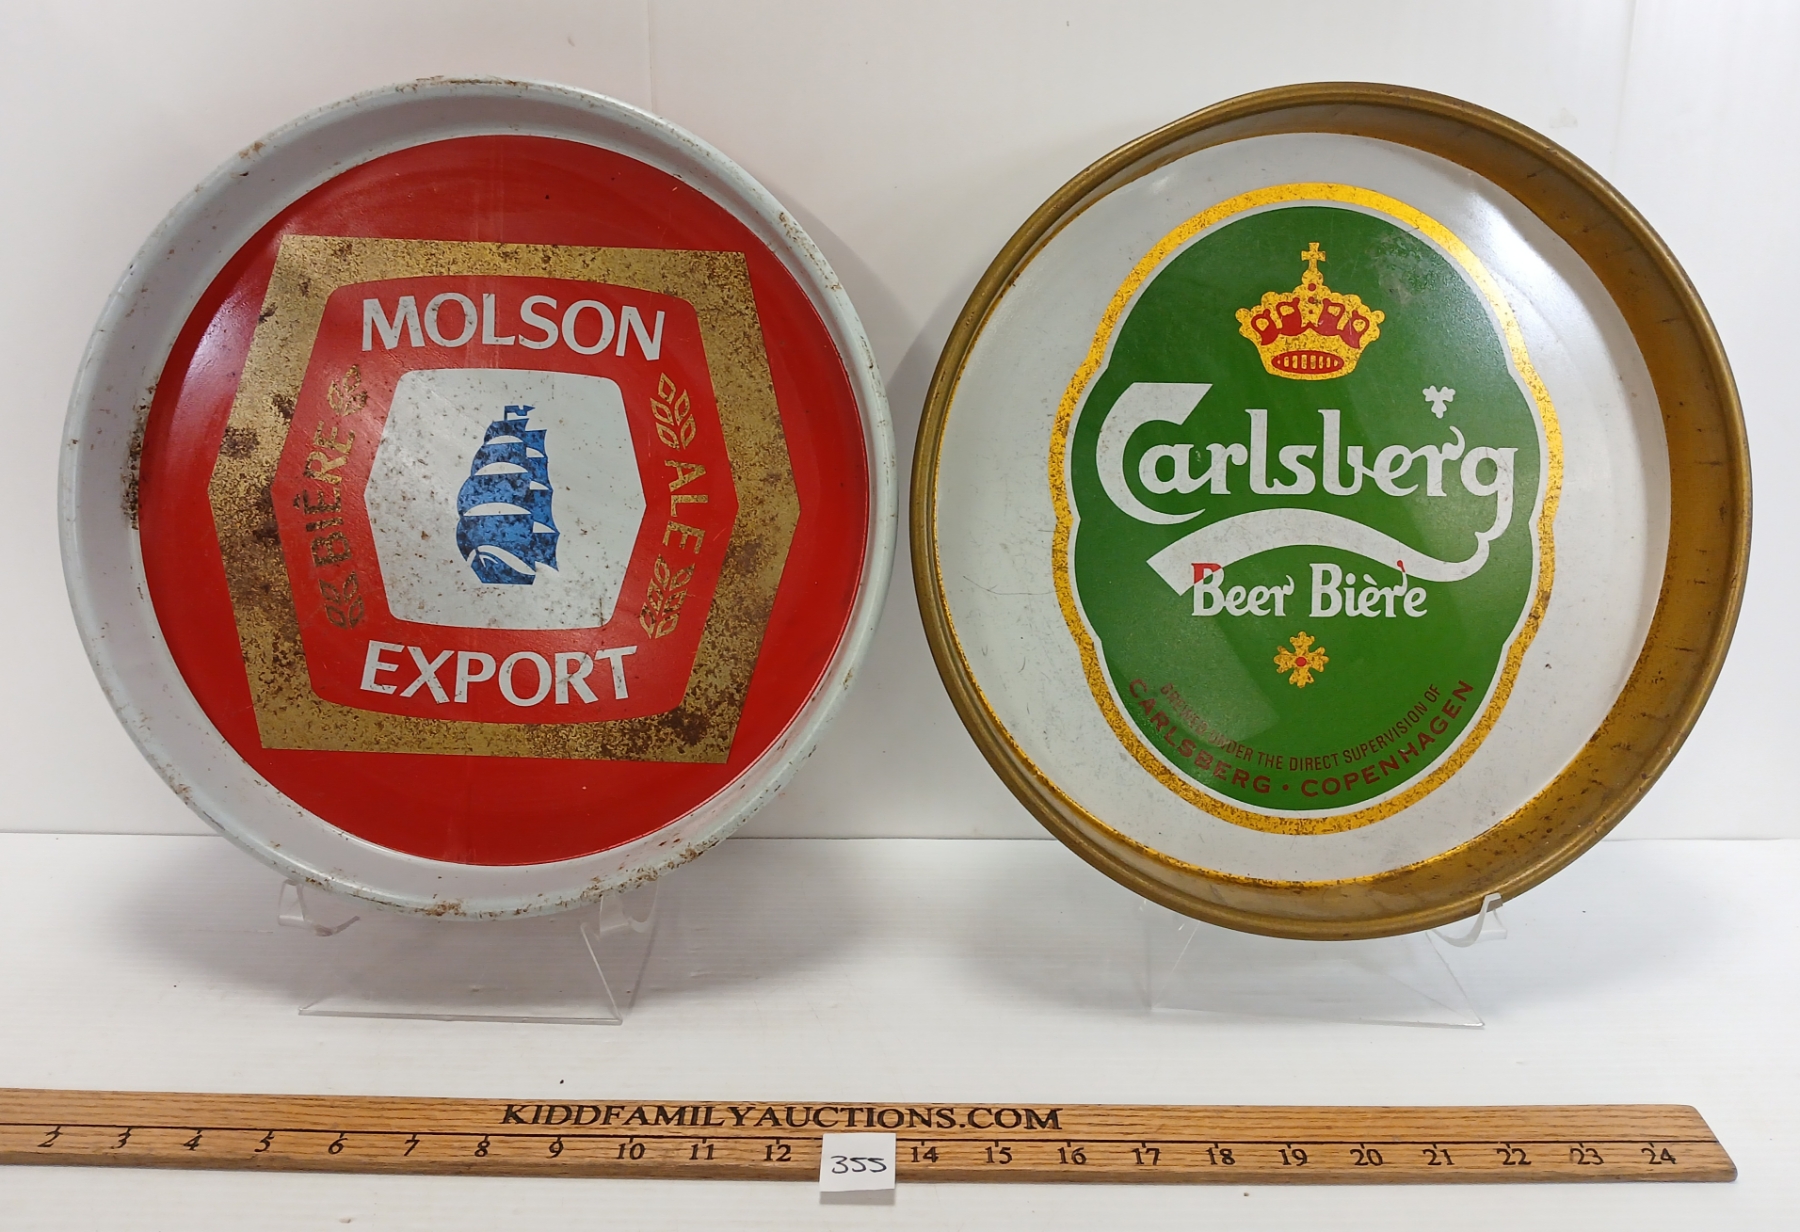 MOLSON
BIÈRE
ALE
EXPORT
Carlsberg
Beer Bière
BREWED UNDER THE DIRECT SUPERVISION OF
CARLSBERG · COPENHAGEN
KIDDFAMILYAUCTIONS.COM
2 3 4 5 6 7 8 9 10 11 12 14 15 16 17 18 19 20 21 22 23 24
355